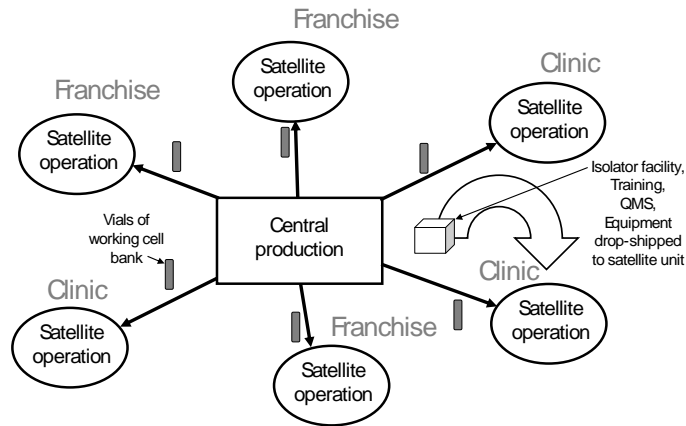 Franchise
Satellite
operation
Clinic
Satellite
operation
Franchise
Satellite
operation
Isolator facility,
Training,
QMS,
Equipment
drop-shipped
to satellite unit
Central
production
Vials of
working cell
bank
Clinic
Satellite
operation
Franchise
Satellite
operation
Clinic
Satellite
operation